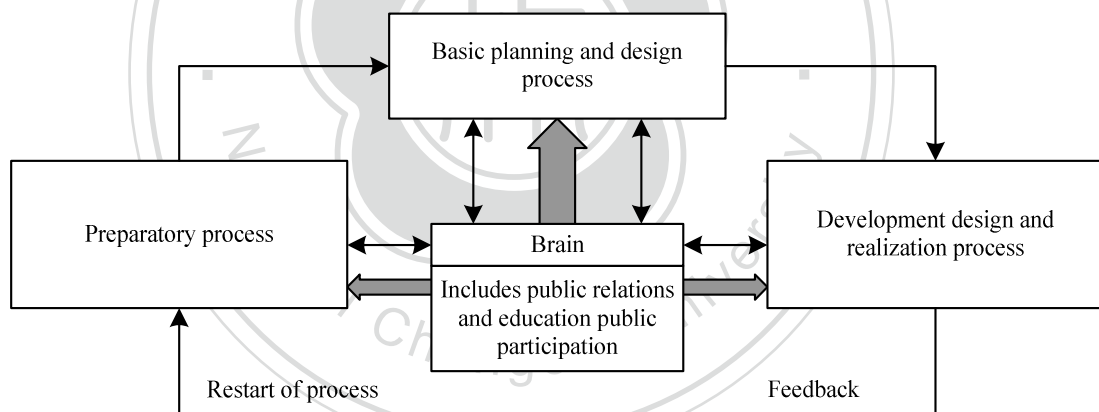 Basic planning and design
process
Preparatory process
Brain
Includes public relations
and education public
participation
Development design and
realization process
Restart of process
Feedback